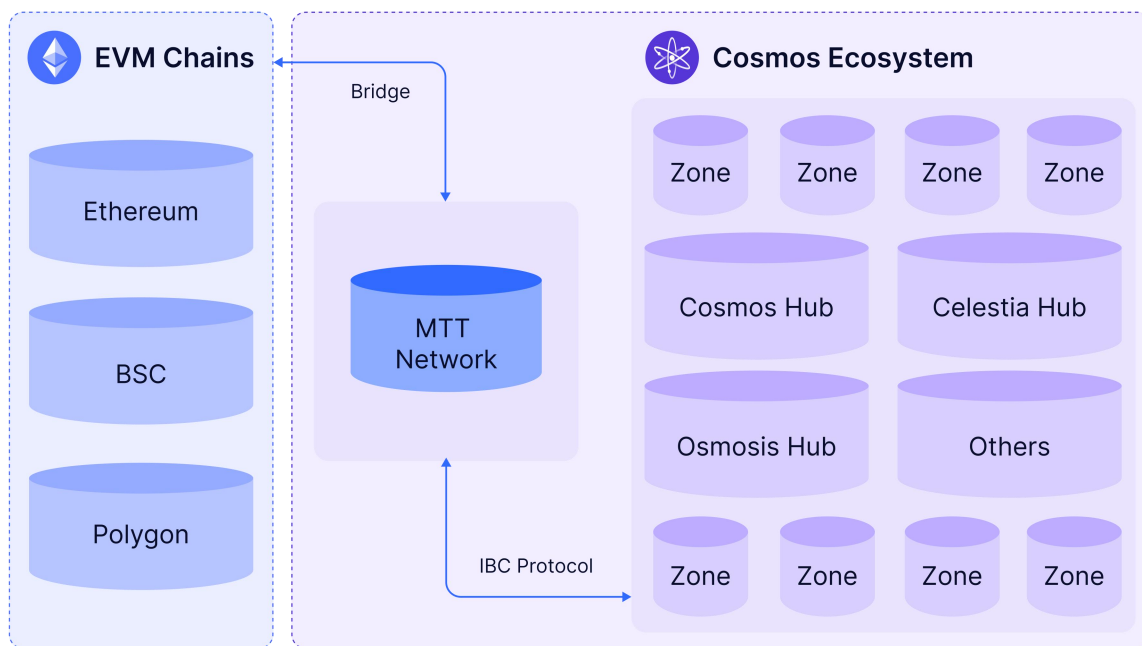 EVM Chains
Ethereum
BSC
Polygon
Bridge
MTT
Network
IBC Protocol
Cosmos Ecosystem
Zone
Zone
Zone
Zone
Cosmos Hub
Celestia Hub
Osmosis Hub
Others
Zone
Zone
Zone
Zone